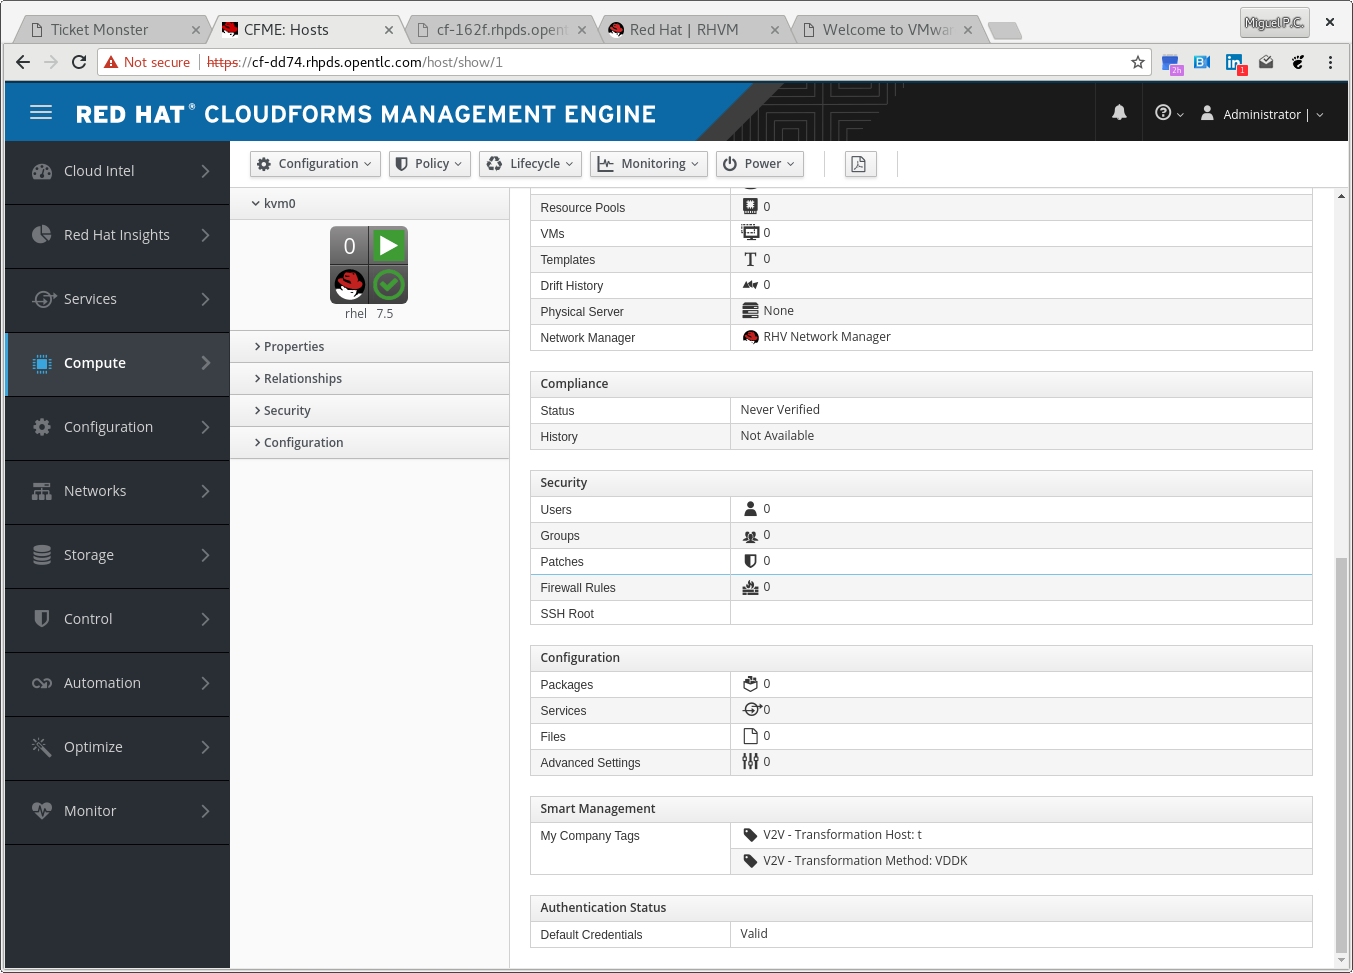 Ticket Monster
CFME: Hosts
cf-162f.rhpds.opent
Red Hat | RHVM
Welcome to VMwar
Miguel P.C.
Not secure
https://cf-dd74.rhpds.opentlc.com/host/show/1
2h
1
RED HAT® CLOUDFORMS MANAGEMENT ENGINE
Administrator |
Configuration
Policy
Lifecycle
Monitoring
Power
Cloud Intel
Red Hat Insights
Services
Compute
Configuration
Networks
Storage
Control
Automation
Optimize
Monitor
kvm0
0
rhel 7.5
Properties
Relationships
Security
Configuration
Resource Pools 0
VMs 0
Templates 0
Drift History 0
Physical Server None
Network Manager RHV Network Manager
Compliance
Status Never Verified
History Not Available
Security
Users 0
Groups 0
Patches 0
Firewall Rules 0
SSH Root
Configuration
Packages 0
Services 0
Files 0
Advanced Settings 0
Smart Management
My Company Tags V2V - Transformation Host: t
V2V - Transformation Method: VDDK
Authentication Status
Default Credentials Valid